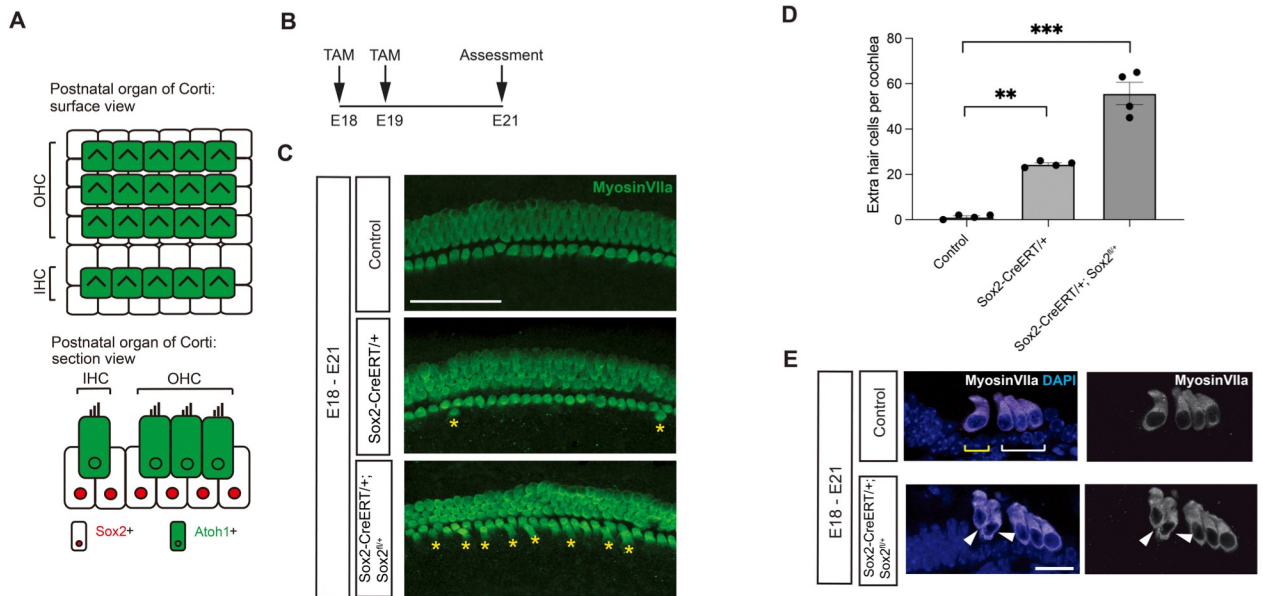 A
Postnatal organ of Corti:
surface view
OHC
IHC
Postnatal organ of Corti:
section view
IHC OHC
Sox2+ Atoh1+
B
TAM TAM Assessment
E18 E19 E21
C
E18 - E21
Control
MyosinVIIa
Sox2-CreERT/+
* *
Sox2-CreERT/+;
Sox2fl/+
* * * * * * * *
D
Extra hair cells per cochlea
80
60
40
20
0
***
**
Control
Sox2-CreERT/+
Sox2-CreERT/+; Sox2fl/+
E
E18 - E21
Control
MyosinVIIa DAPI
MyosinVIIa
Sox2-CreERT/+;
Sox2fl/+